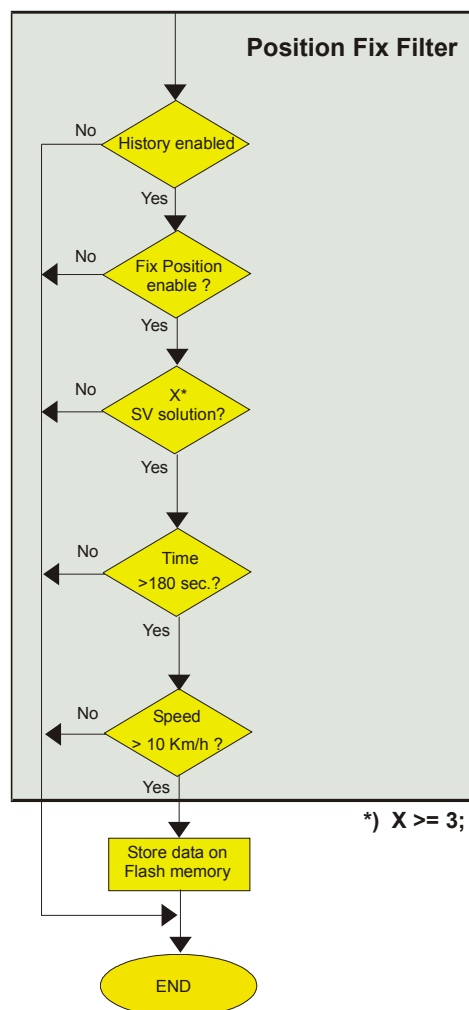 Position Fix Filter
History enabled
No
Yes
Fix Position
enable ?
No
Yes
X*
SV solution?
No
Yes
Time
>180 sec.?
No
Yes
Speed
> 10 Km/h ?
No
Yes
*) X >= 3;
Store data on
Flash memory
END